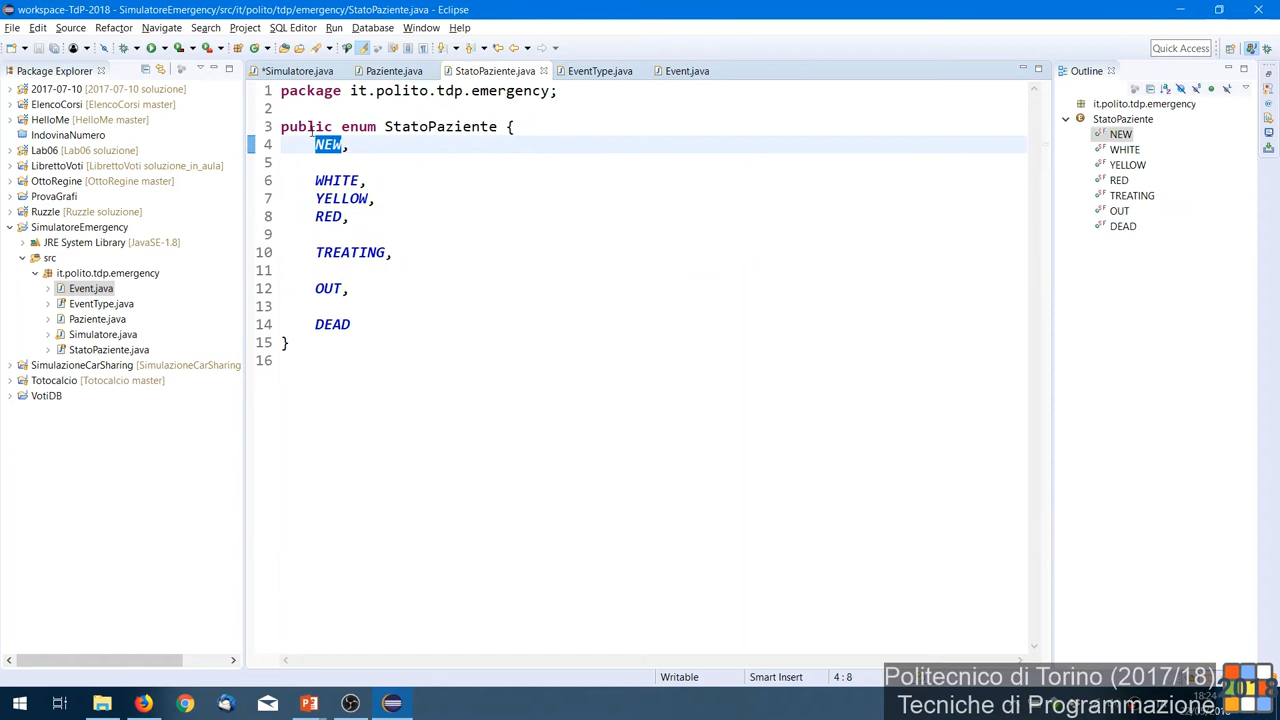 workspace-TdP-2018 - SimulatoreEmergency/src/it/polito/tdp/emergency/StatoPaziente.java - Eclipse
File Edit Source Refactor Navigate Search Project SQL Editor Run Database Window Help
Quick Access
Package Explorer
*Simulatore.java Paziente.java StatoPaziente.java EventType.java Event.java
Outline
2017-07-10 [2017-07-10 soluzione]
ElencoCorsi [ElencoCorsi master]
HelloMe [HelloMe master]
IndovinaNumero
Lab06 [Lab06 soluzione]
LibrettoVoti [LibrettoVoti soluzione_in_aula]
OttoRegine [OttoRegine master]
ProvaGrafi
Ruzzle [Ruzzle soluzione]
SimulatoreEmergency
JRE System Library [JavaSE-1.8]
src
it.polito.tdp.emergency
Event.java
EventType.java
Paziente.java
Simulatore.java
StatoPaziente.java
SimulazioneCarSharing [SimulazioneCarSharing
Totocalcio [Totocalcio master]
VotiDB
1 package it.polito.tdp.emergency;
2
3 public enum StatoPaziente {
4 NEW,
5
6 WHITE,
7 YELLOW,
8 RED,
9
10 TREATING,
11
12 OUT,
13
14 DEAD
15 }
16
it.polito.tdp.emergency
StatoPaziente
NEW
WHITE
YELLOW
RED
TREATING
OUT
DEAD
Writable Smart Insert 4 : 8
Politecnico di Torino (2017/18)
Tecniche di Programmazione
2018
18:24